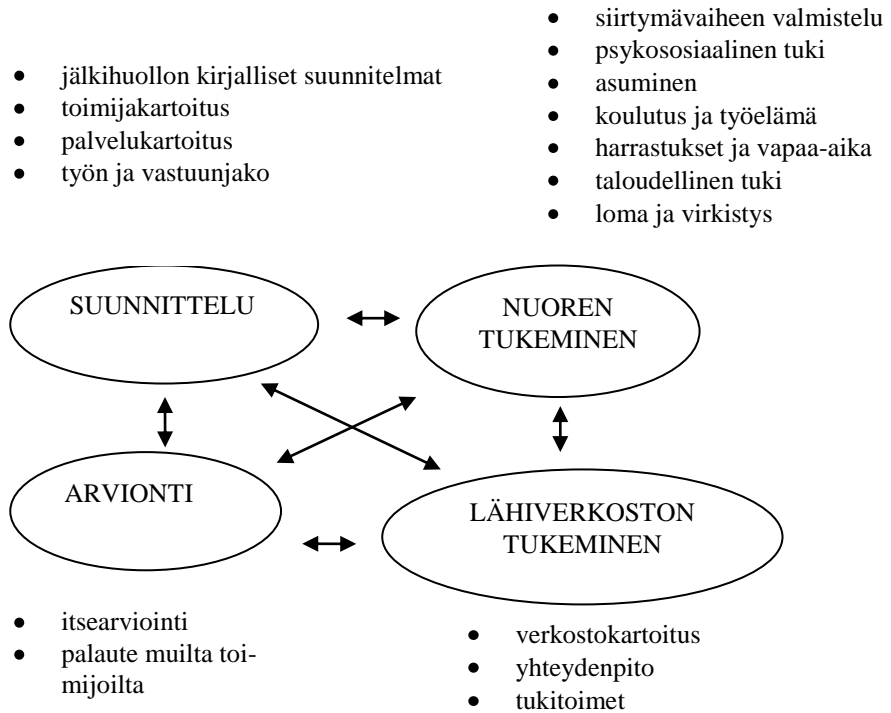 • jälkihuollon kirjalliset suunnitelmat
• toimijakartoitus
• palvelukartoitus
• työn ja vastuunjako
• siirtymävaiheen valmistelu
• psykososiaalinen tuki
• asuminen
• koulutus ja työelämä
• harrastukset ja vapaa-aika
• taloudellinen tuki
• loma ja virkistys
SUUNNITTELU
NUOREN
TUKEMINEN
ARVIONTI
LÄHIVERKOSTON
TUKEMINEN
• itsearviointi
• palaute muilta toi-
mijoilta
• verkostokartoitus
• yhteydenpito
• tukitoimet